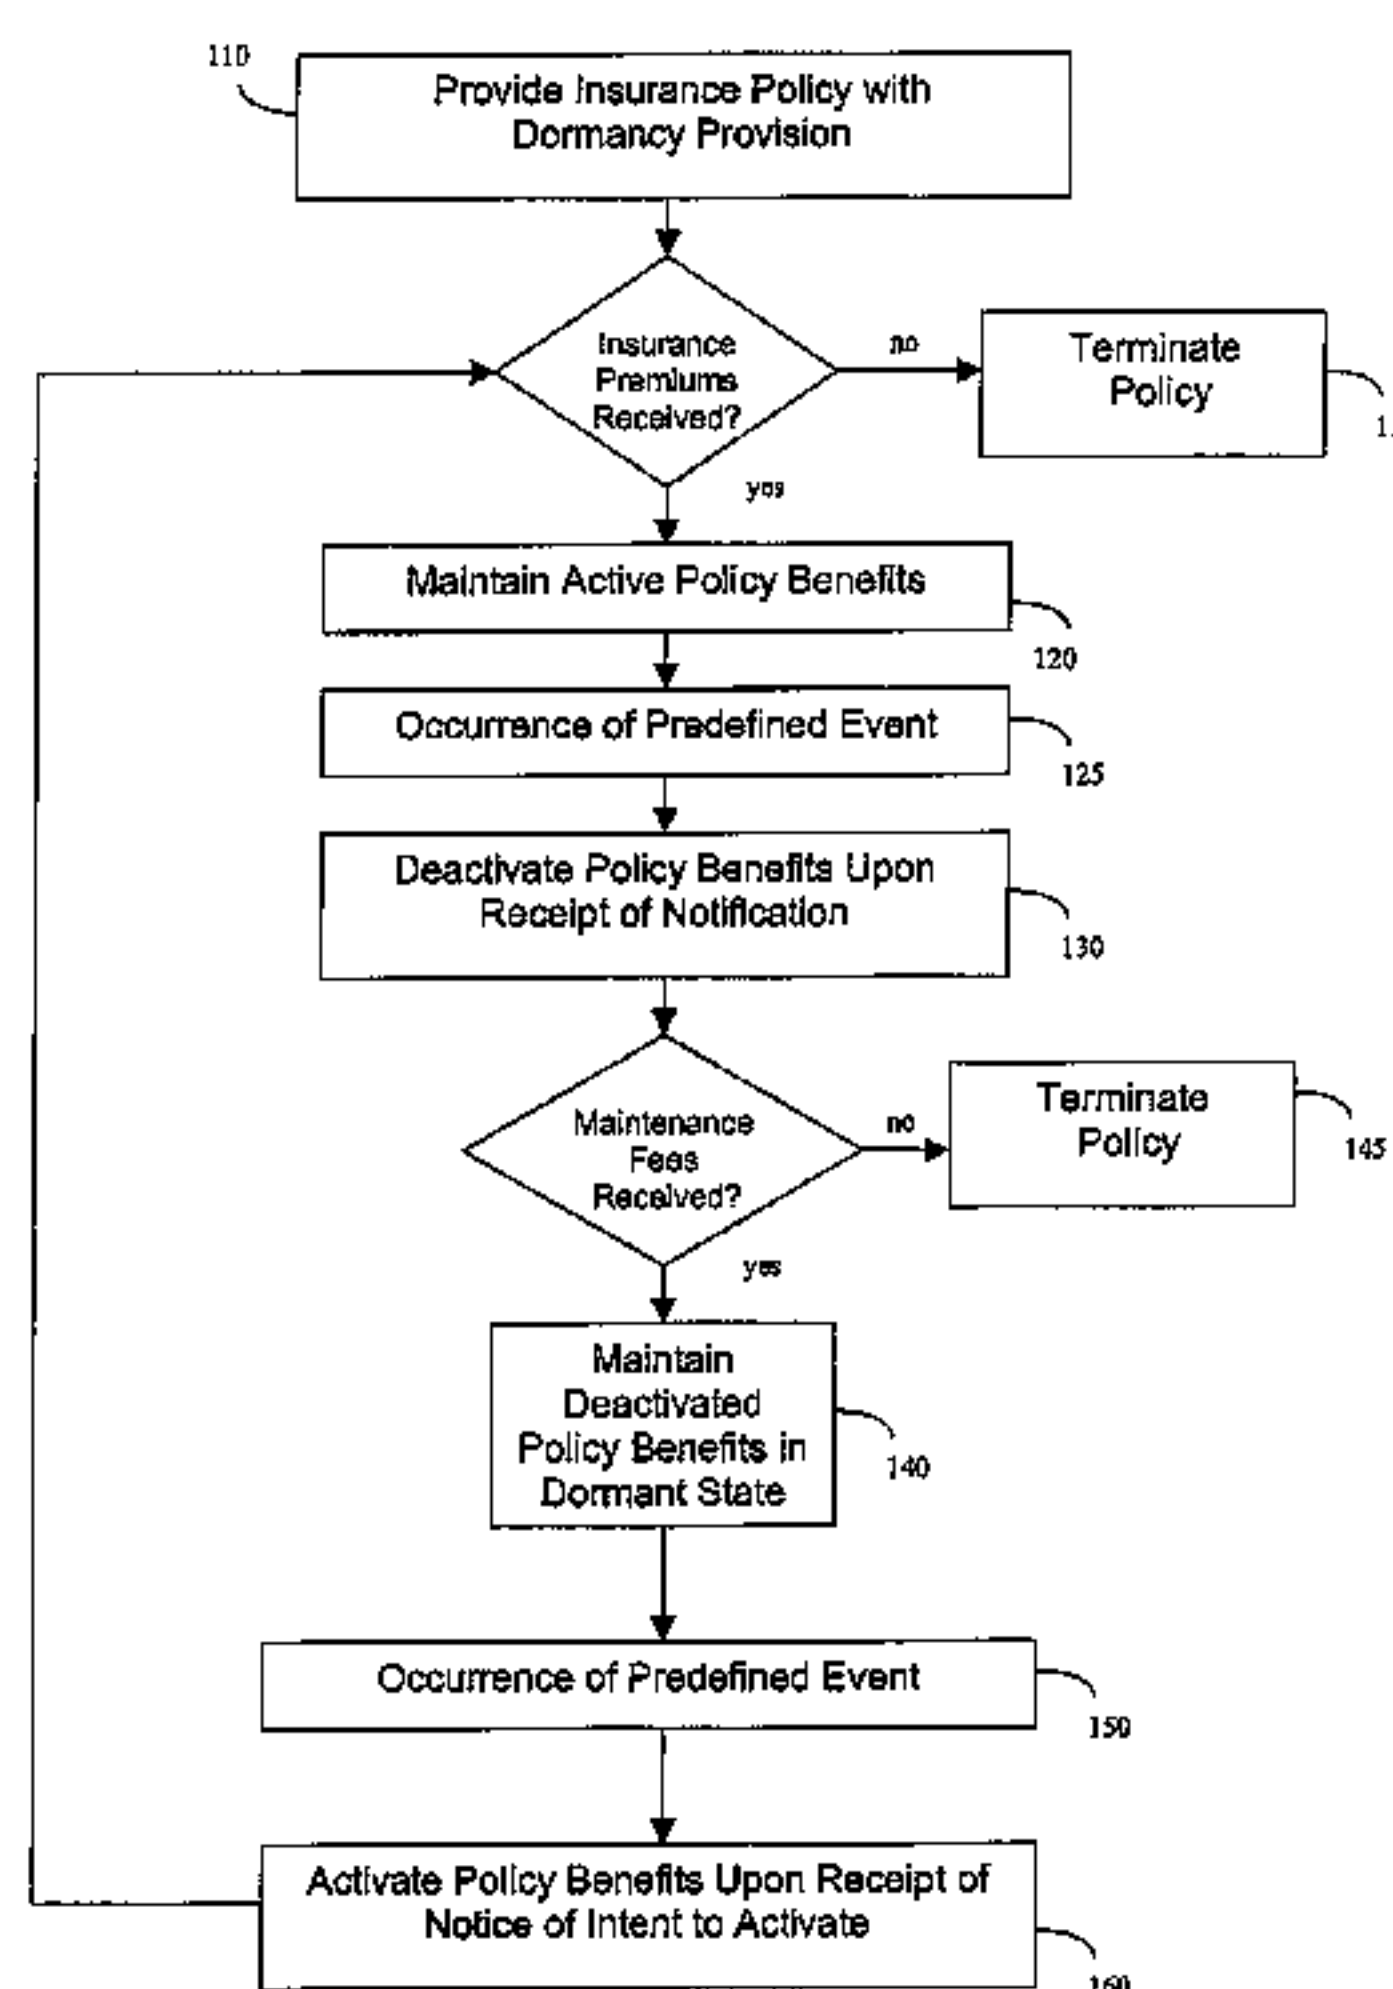 110
Provide Insurance Policy with
Dormancy Provision
Insurance
Premiums
Received?
no
Terminate
Policy
yes
Maintain Active Policy Benefits
120
Occurrence of Predefined Event
125
Deactivate Policy Benefits Upon
Receipt of Notification
130
Maintenance
Fees
Received?
no
Terminate
Policy
145
yes
Maintain
Deactivated
Policy Benefits in
Dormant State
140
Occurrence of Predefined Event
150
Activate Policy Benefits Upon Receipt of
Notice of Intent to Activate
160